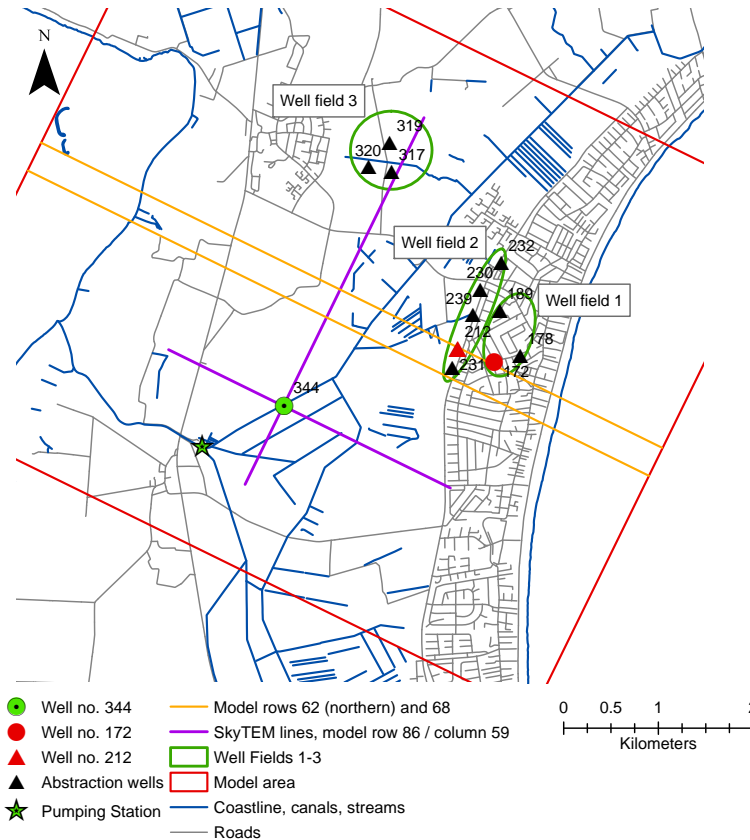 N
Well field 3
319
320
317
Well field 2
232
230
239
189
Well field 1
212
178
231
172
344
Well no. 344
Well no. 172
Well no. 212
Abstraction wells
Pumping Station
Model rows 62 (northern) and 68
SkyTEM lines, model row 86 / column 59
Well Fields 1-3
Model area
Coastline, canals, streams
Roads
0 0.5 1 2
Kilometers